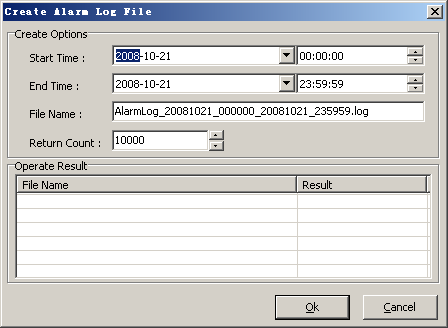 Create Alarm Log File
Create Options
Start Time : 2008-10-21 00:00:00
End Time : 2008-10-21 23:59:59
File Name : AlarmLog_20081021_000000_20081021_235959.log
Return Count : 10000
Operate Result
File Name Result
Ok Cancel